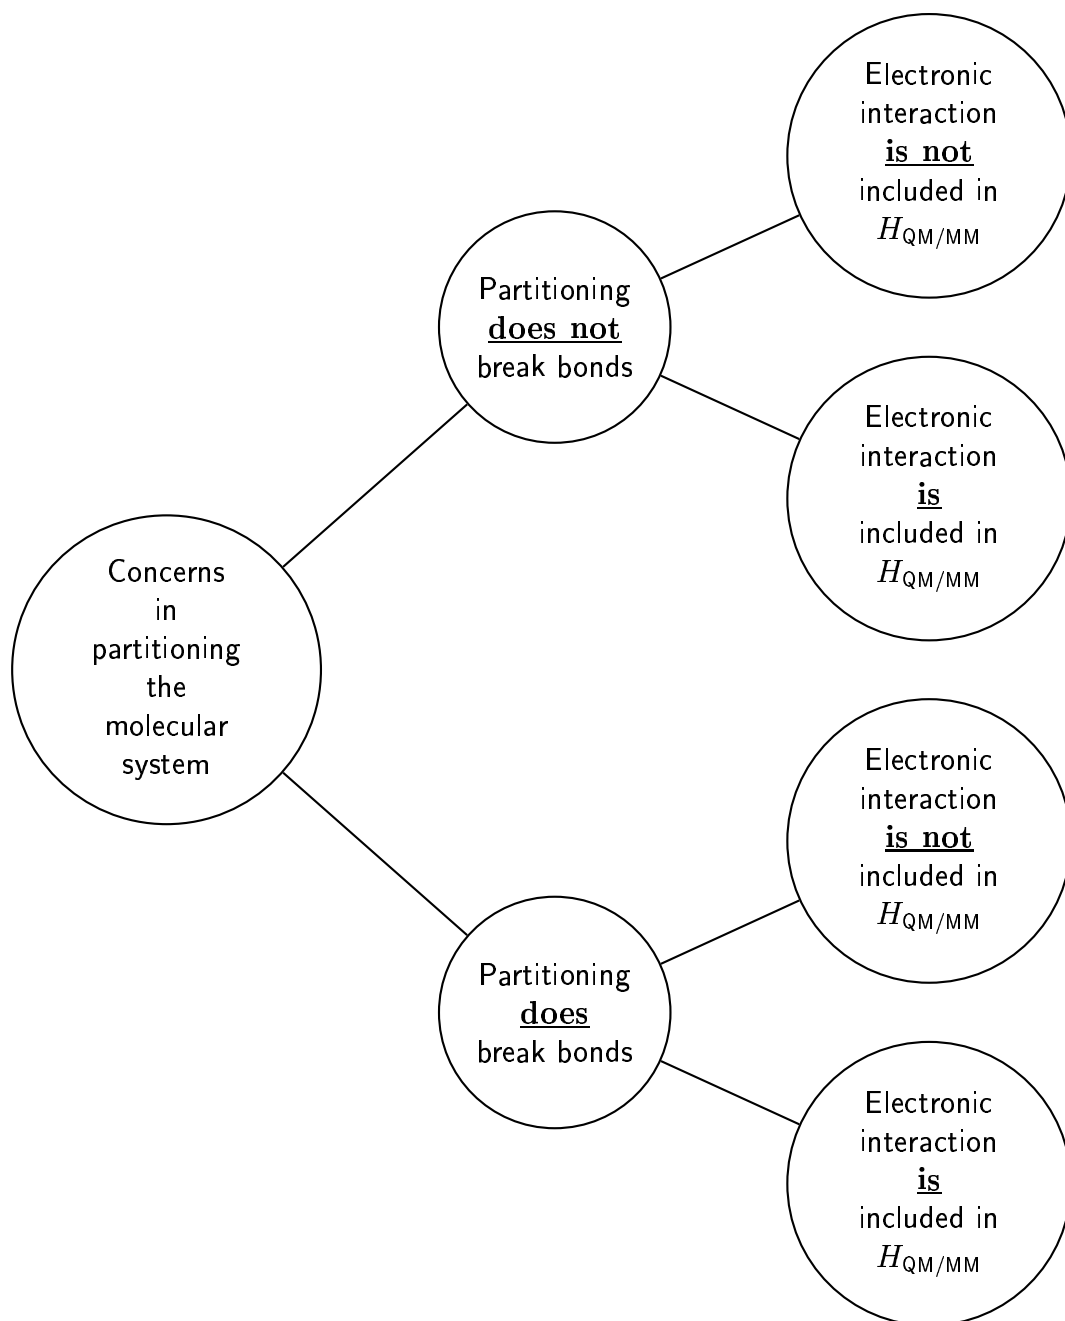 Concerns
in
partitioning
the
molecular
system
Partitioning
does not
break bonds
Electronic
interaction
is not
included in
H_QM/MM
Electronic
interaction
is
included in
H_QM/MM
Partitioning
does
break bonds
Electronic
interaction
is not
included in
H_QM/MM
Electronic
interaction
is
included in
H_QM/MM